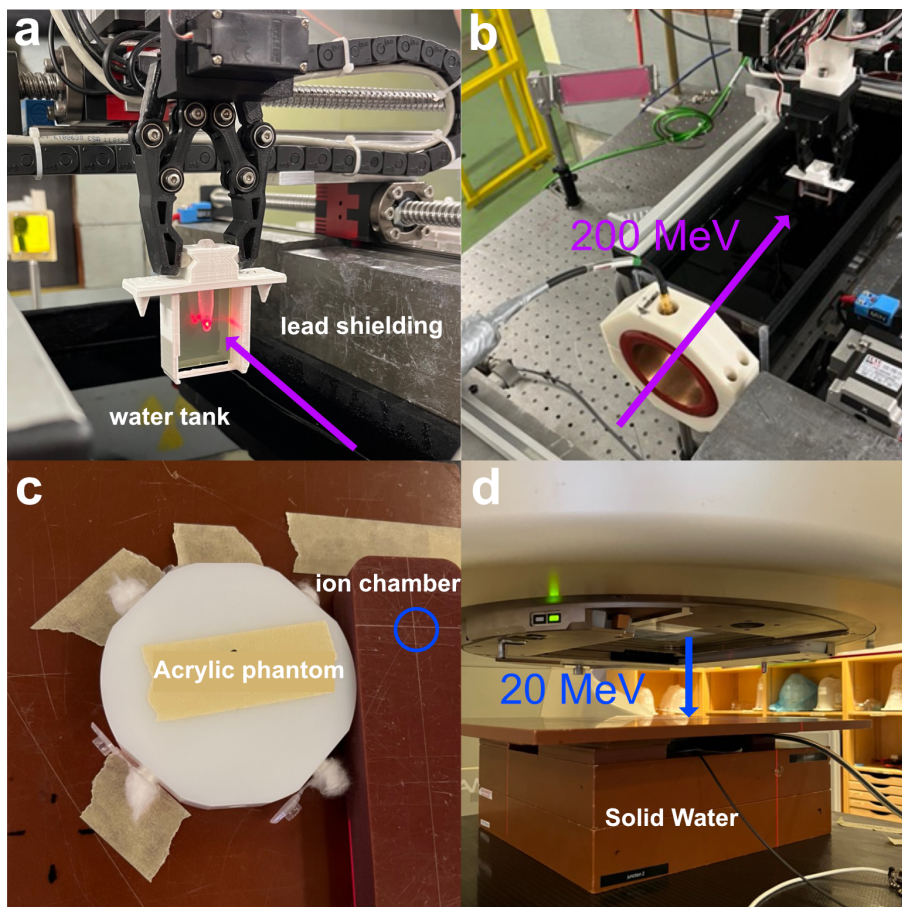 a
lead shielding
water tank
b
200 MeV
c
ion chamber
Acrylic phantom
d
20 MeV
Solid Water